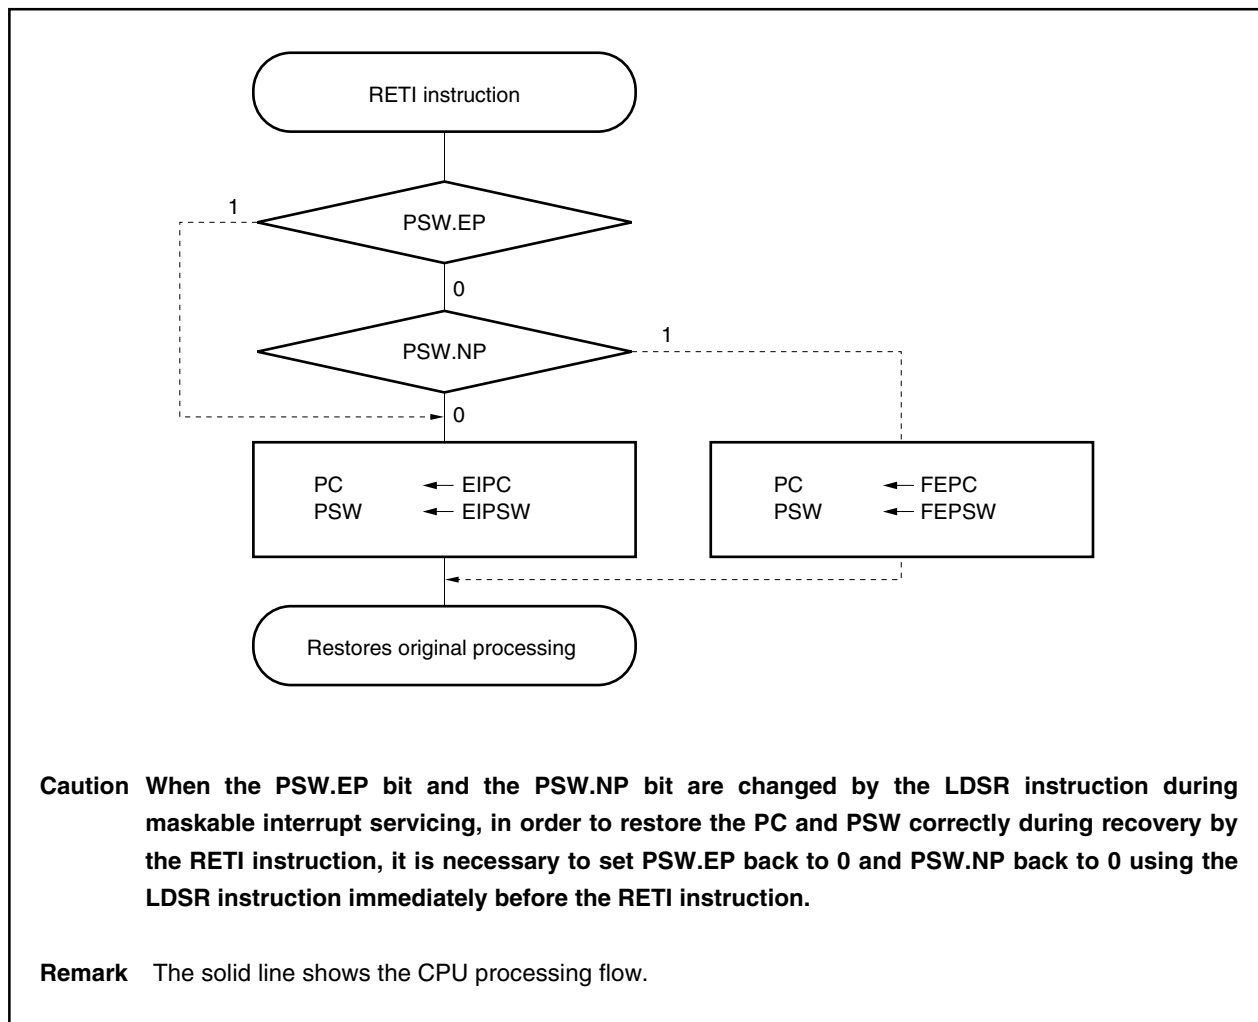 RETI instruction
1
PSW.EP
0
1
PSW.NP
0
PC ← EIPC
PSW ← EIPSW
PC ← FEPC
PSW ← FEPSW
Restores original processing
Caution When the PSW.EP bit and the PSW.NP bit are changed by the LDSR instruction during
maskable interrupt servicing, in order to restore the PC and PSW correctly during recovery by
the RETI instruction, it is necessary to set PSW.EP back to 0 and PSW.NP back to 0 using the
LDSR instruction immediately before the RETI instruction.
Remark The solid line shows the CPU processing flow.